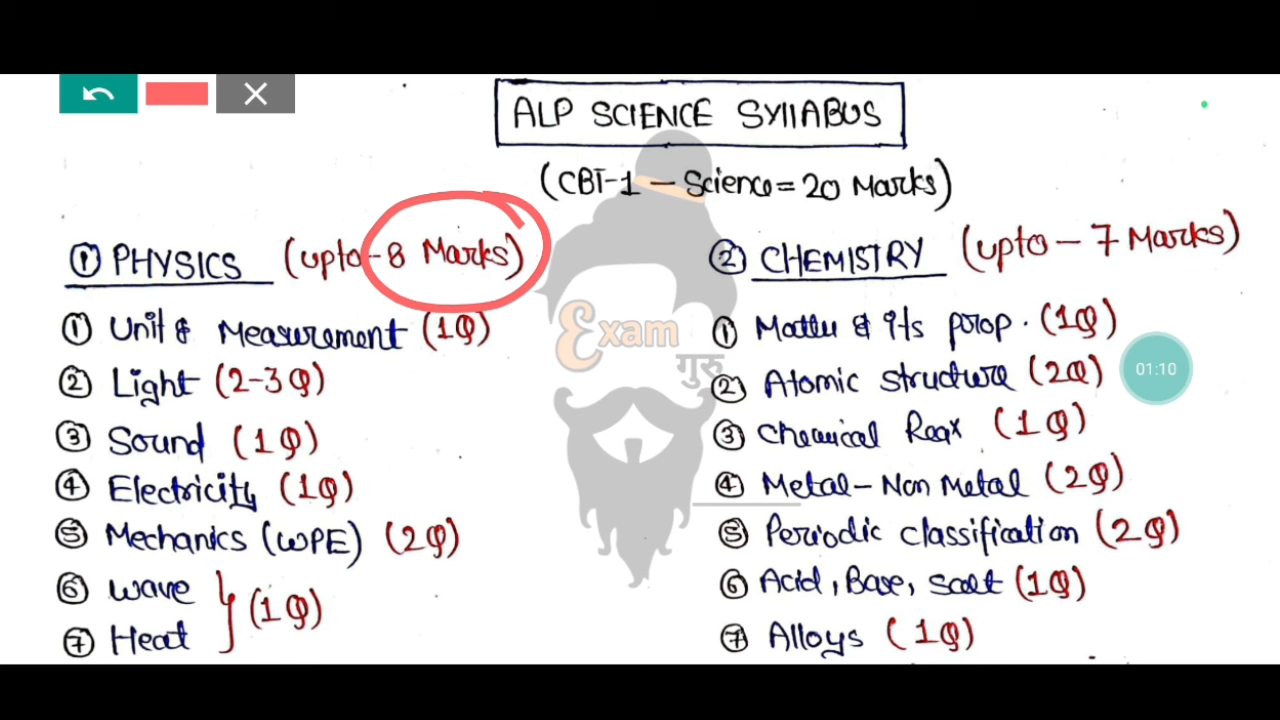 ALP SCIENCE SYllABUS
(CBT-1 – Science = 20 Marks)
① PHYSICS (upto - 8 Marks)
① Unit & Measurement (1Q)
② Light (2-3Q)
③ Sound (1Q)
④ Electricity (1Q)
⑤ Mechanics (WPE) (2Q)
⑥ Wave
⑦ Heat
(1Q)
② CHEMISTRY (upto – 7 Marks)
① Matter & its prop. (1Q)
② Atomic structure (2Q)
③ Chemical Reaxⁿ (1Q)
④ Metal – Non Metal (2Q)
⑤ Periodic classification (2Q)
⑥ Acid, Base, Salt (1Q)
⑦ Alloys (1Q)
Exam
गुरु
01:10